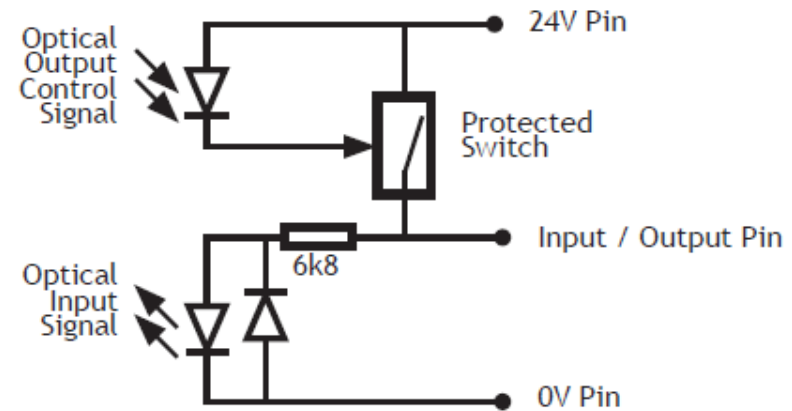 Optical
Output
Control
Signal
24V Pin
Protected
Switch
Input / Output Pin
6k8
Optical
Input
Signal
0V Pin